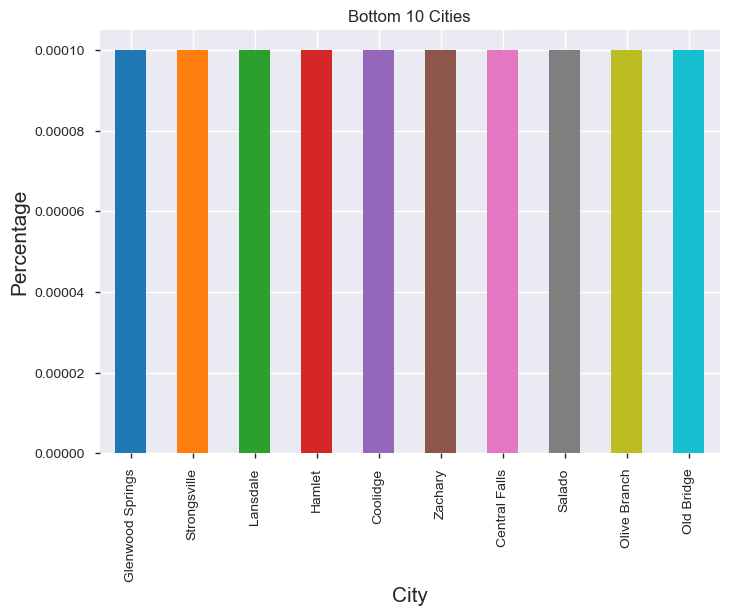 Bottom 10 Cities
Percentage
0.00010
0.00008
0.00006
0.00004
0.00002
0.00000
Glenwood Springs
Strongsville
Lansdale
Hamlet
Coolidge
Zachary
Central Falls
Salado
Olive Branch
Old Bridge
City